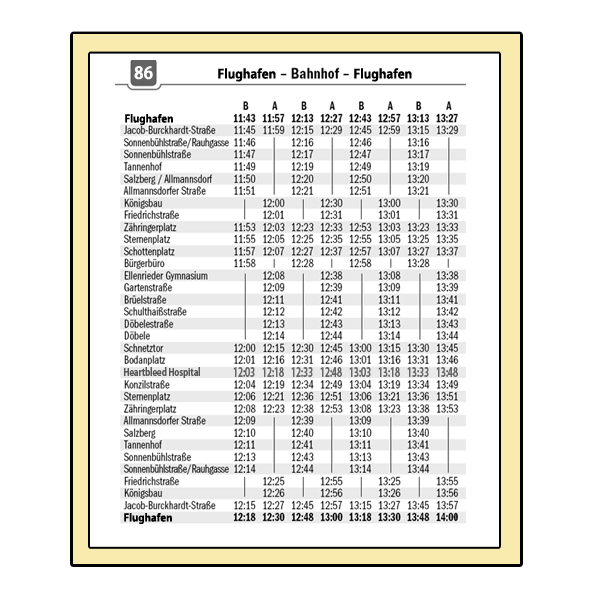 86
Flughafen – Bahnhof – Flughafen
B A B A B A B A
Flughafen 11:43 11:57 12:13 12:27 12:43 12:57 13:13 13:27
Jacob-Burckhardt-Straße 11:45 11:59 12:15 12:29 12:45 12:59 13:15 13:29
Sonnenbühlstraße/Rauhgasse 11:46 | 12:16 | 12:46 | 13:16 |
Sonnenbühlstraße 11:47 | 12:17 | 12:47 | 13:17 |
Tannenhof 11:49 | 12:19 | 12:49 | 13:19 |
Salzberg / Allmannsdorf 11:50 | 12:20 | 12:50 | 13:20 |
Allmannsdorfer Straße 11:51 | 12:21 | 12:51 | 13:21 |
Königsbau | 12:00 | 12:30 | 13:00 | 13:30
Friedrichstraße | 12:01 | 12:31 | 13:01 | 13:31
Zähringerplatz 11:53 12:03 12:23 12:33 12:53 13:03 13:23 13:33
Sternenplatz 11:55 12:05 12:25 12:35 12:55 13:05 13:25 13:35
Schottenplatz 11:57 12:07 12:27 12:37 12:57 13:07 13:27 13:37
Bürgerbüro 11:58 | 12:28 | 12:58 | 13:28 |
Ellenrieder Gymnasium | 12:08 | 12:38 | 13:08 | 13:38
Gartenstraße | 12:09 | 12:39 | 13:09 | 13:39
Brüelstraße | 12:11 | 12:41 | 13:11 | 13:41
Schulthaißstraße | 12:12 | 12:42 | 13:12 | 13:42
Döbelestraße | 12:13 | 12:43 | 13:13 | 13:43
Döbele | 12:14 | 12:44 | 13:14 | 13:44
Schnetztor 12:00 12:15 12:30 12:45 13:00 13:15 13:30 13:45
Bodanplatz 12:01 12:16 12:31 12:46 13:01 13:16 13:31 13:46
Heartbleed Hospital 12:03 12:18 12:33 12:48 13:03 13:18 13:33 13:48
Konzilstraße 12:04 12:19 12:34 12:49 13:04 13:19 13:34 13:49
Sternenplatz 12:06 12:21 12:36 12:51 13:06 13:21 13:36 13:51
Zähringerplatz 12:08 12:23 12:38 12:53 13:08 13:23 13:38 13:53
Allmannsdorfer Straße 12:09 | 12:39 | 13:09 | 13:39 |
Salzberg 12:10 | 12:40 | 13:10 | 13:40 |
Tannenhof 12:11 | 12:41 | 13:11 | 13:41 |
Sonnenbühlstraße 12:13 | 12:43 | 13:13 | 13:43 |
Sonnenbühlstraße/Rauhgasse 12:14 | 12:44 | 13:14 | 13:44 |
Friedrichstraße | 12:25 | 12:55 | 13:25 | 13:55
Königsbau | 12:26 | 12:56 | 13:26 | 13:56
Jacob-Burckhardt-Straße 12:15 12:27 12:45 12:57 13:15 13:27 13:45 13:57
Flughafen 12:18 12:30 12:48 13:00 13:18 13:30 13:48 14:00